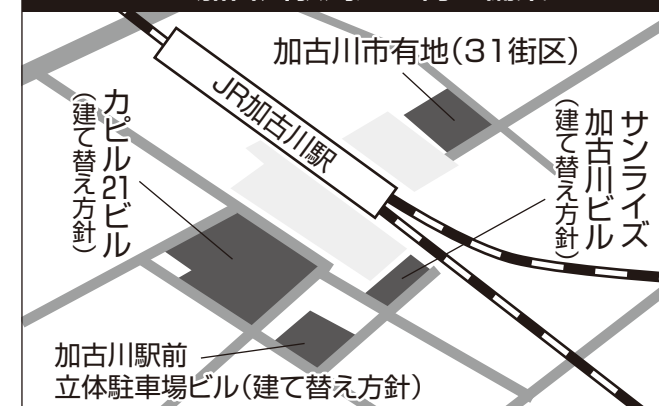 加古川市有地(31街区)
JR加古川駅
カピル21ビル
(建て替え方針)
サンライズ
加古川ビル
(建て替え方針)
加古川駅前
立体駐車場ビル(建て替え方針)